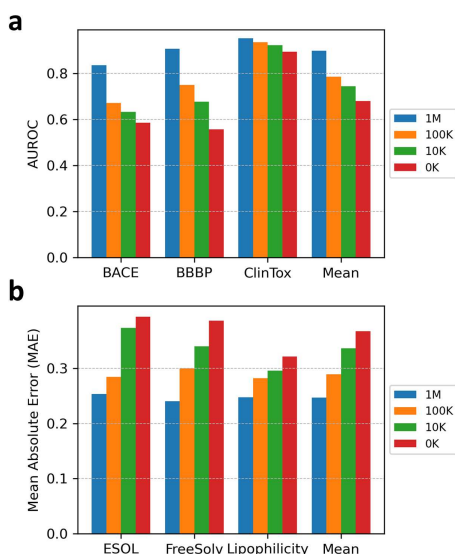 a
AUROC
0.8
0.6
0.4
0.2
0.0
BACE BBBP ClinTox Mean
1M
100K
10K
0K
b
Mean Absolute Error (MAE)
0.3
0.2
0.1
0.0
ESOL FreeSolv Lipophilicity Mean
1M
100K
10K
0K